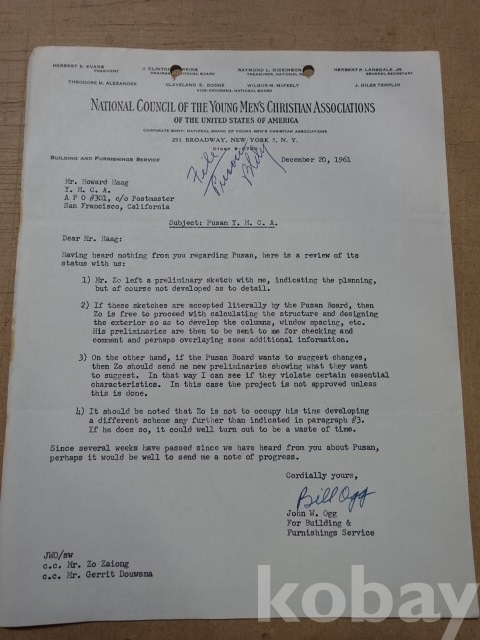 HERBERT E. EVANS
PRESIDENT
RAYMOND L. DICKINSON
HERBERT P. LANSDALE, JR.
GENERAL SECRETARY
THEODORE M. ALEXANDER
CLEVELAND E. DODGE
WILBUR M. McFEELY
VICE-CHAIRMEN, NATIONAL BOARD
J. NILES TEMPLIN
NATIONAL COUNCIL OF THE YOUNG MEN'S CHRISTIAN ASSOCIATIONS
OF THE UNITED STATES OF AMERICA
CORPORATE BODY: NATIONAL BOARD OF YOUNG MEN'S CHRISTIAN ASSOCIATIONS
291 BROADWAY, NEW YORK 7, N. Y.
File
Pusan
Bldg
BUILDING AND FURNISHINGS SERVICE
December 20, 1961
Mr. Howard Haag
Y. M. C. A.
A P O #301, c/o Postmaster
San Francisco, California
Subject: Pusan Y. M. C. A.
Dear Mr. Haag:
Having heard nothing from you regarding Pusan, here is a review of its
status with us:
1) Mr. Zo left a preliminary sketch with me, indicating the planning,
but of course not developed as to detail.
2) If these sketches are accepted literally by the Pusan Board, then
Zo is free to proceed with calculating the structure and designing
the exterior so as to develop the columns, window spacing, etc.
His preliminaries are then to be sent to me for checking and
comment and perhaps overlaying some additional information.
3) On the other hand, if the Pusan Board wants to suggest changes,
then Zo should send me new preliminaries showing what they want
to suggest. In that way I can see if they violate certain essential
characteristics. In this case the project is not approved unless
this is done.
4) It should be noted that Zo is not to occupy his time developing
a different scheme any further than indicated in paragraph #3.
If he does so, it could well turn out to be a waste of time.
Since several weeks have passed since we have heard from you about Pusan,
perhaps it would be well to send me a note of progress.
Cordially yours,
Bill Ogg
John W. Ogg
For Building &
Furnishings Service
JWO/sw
c.c. Mr. Zo Zaiong
c.c. Mr. Gerrit Douwsma
kobay